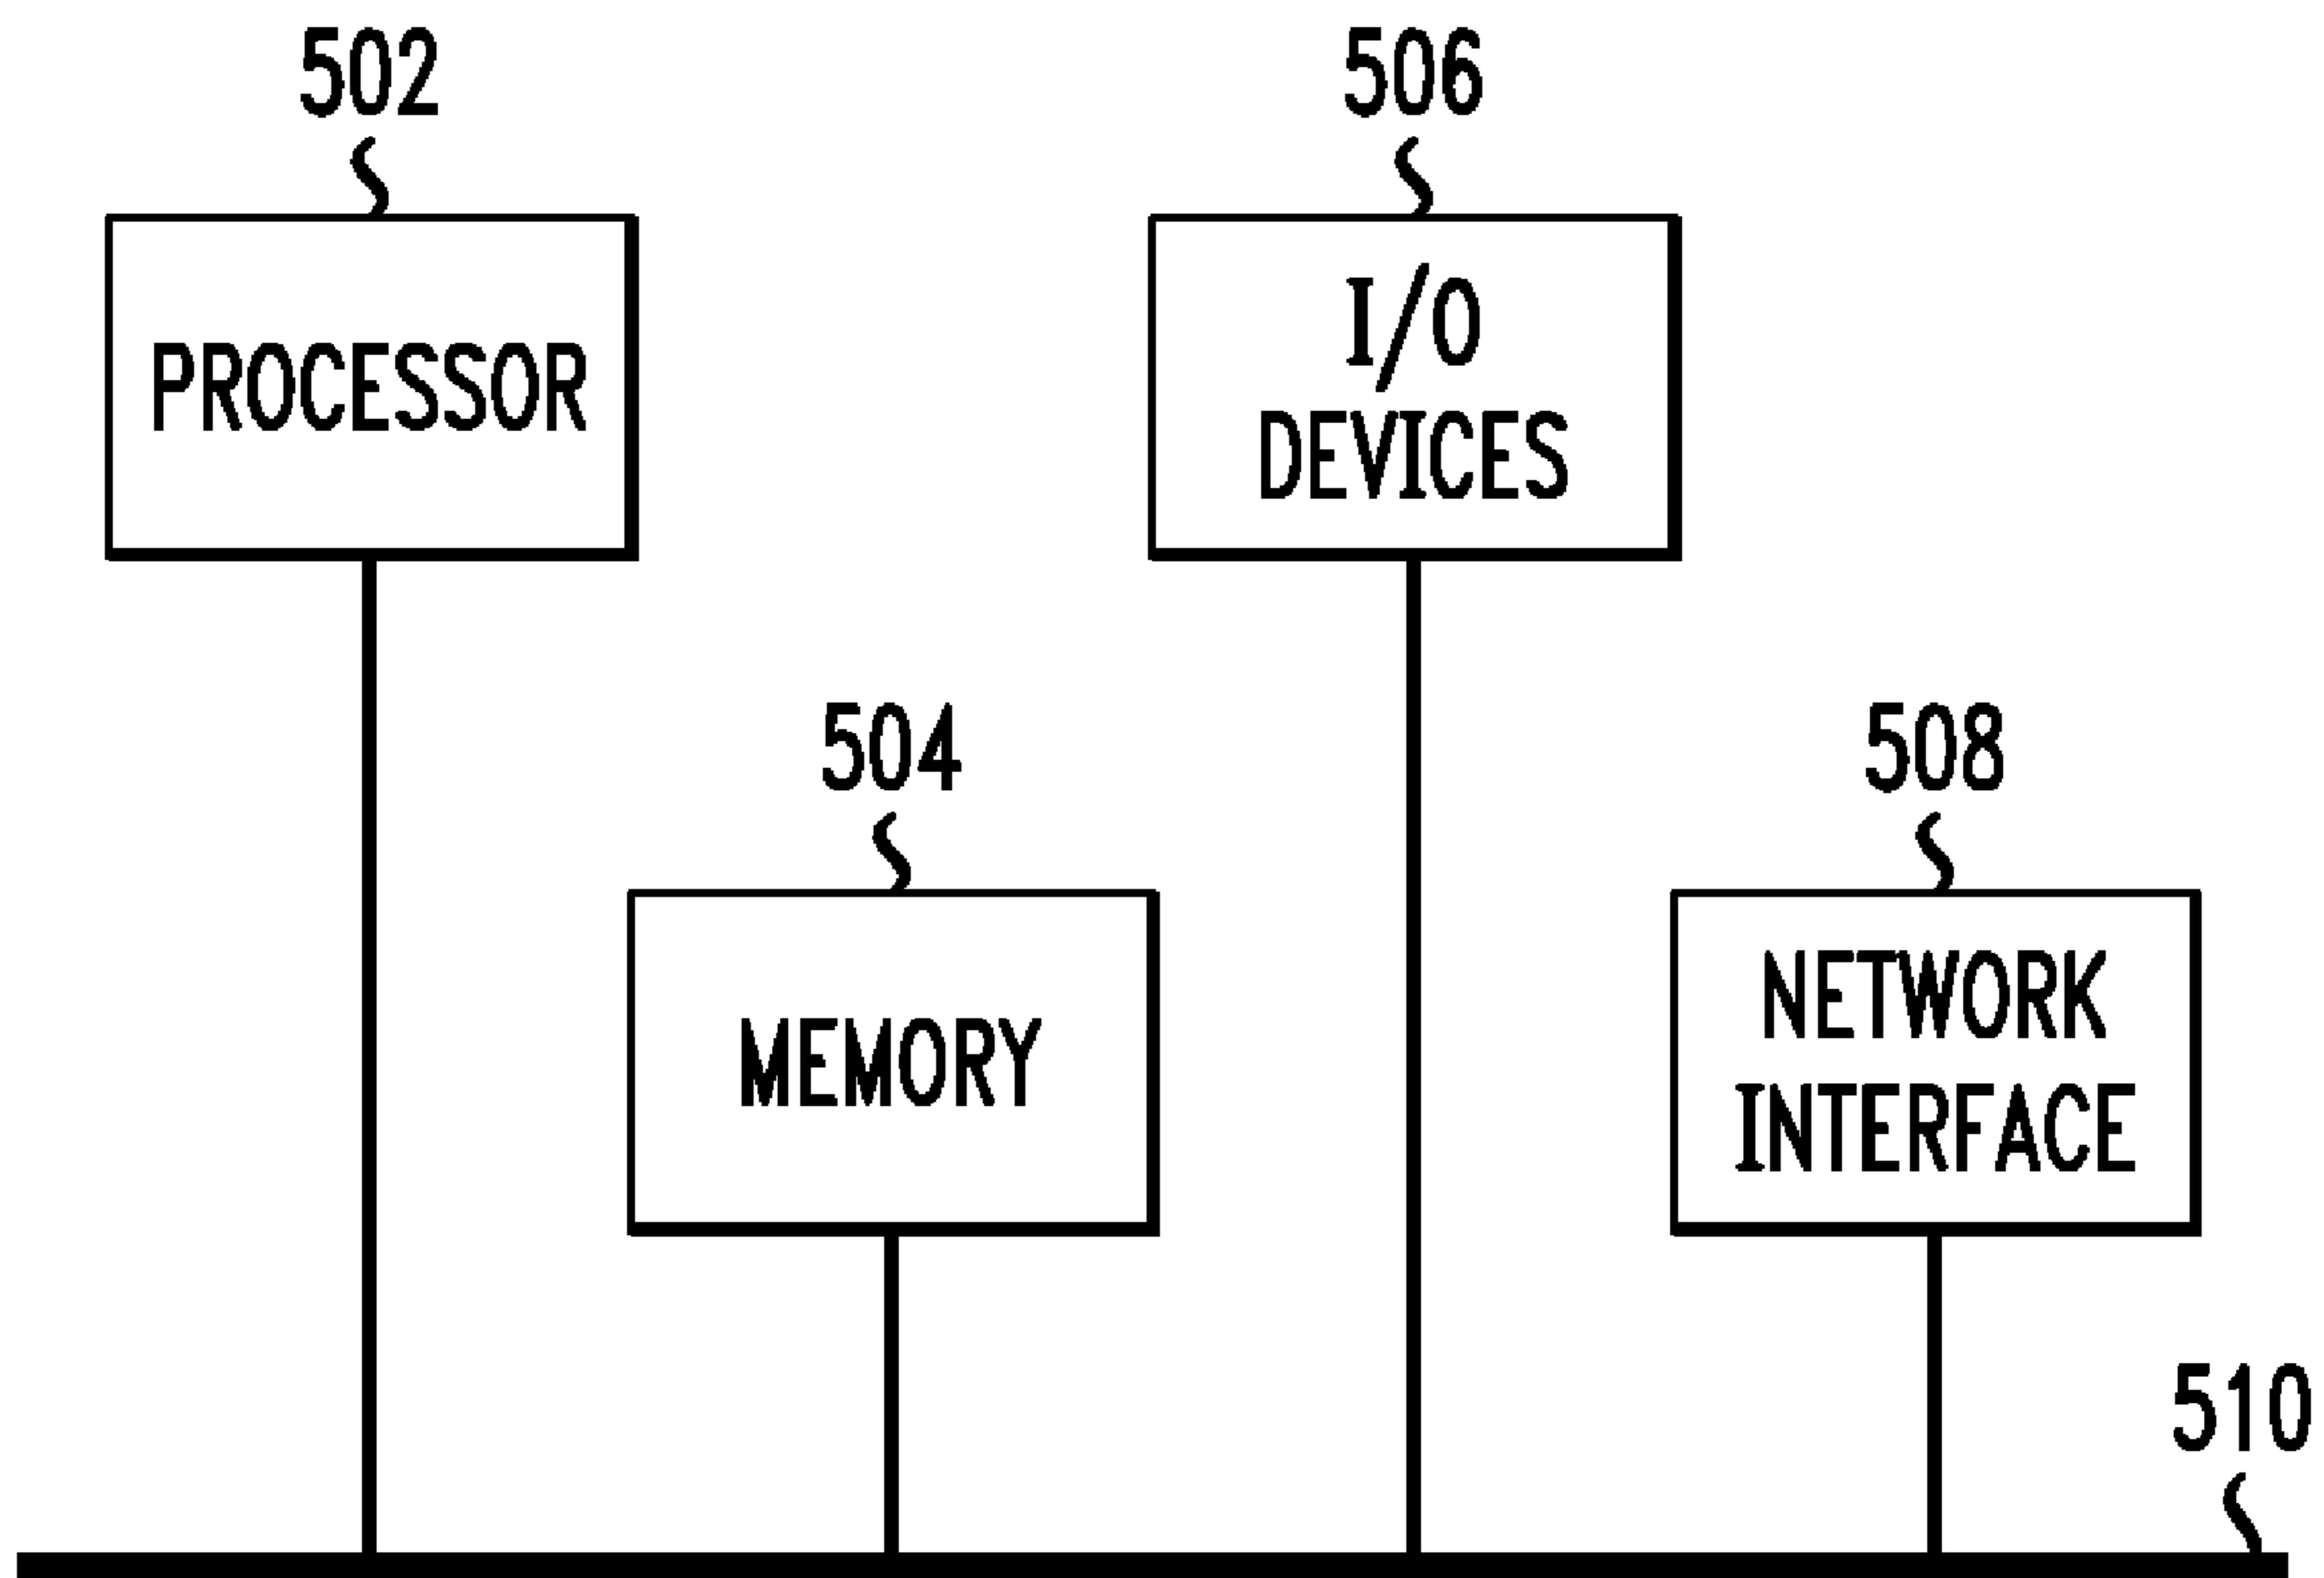 502
PROCESSOR
506
I/O
DEVICES
504
MEMORY
508
NETWORK
INTERFACE
510